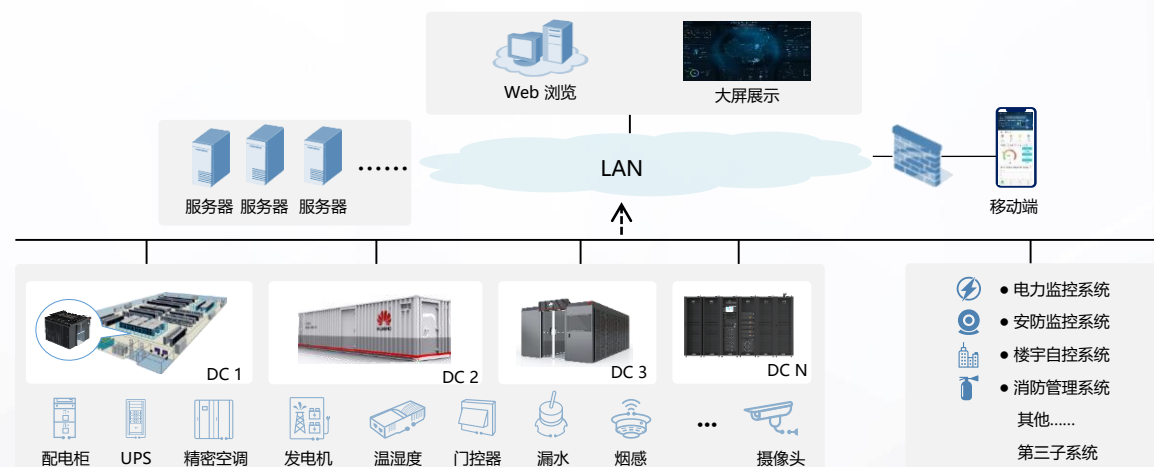 Web 浏览
大屏展示
服务器 服务器 服务器
······
LAN
移动端
DC 1
HUAWEI
DC 2
DC 3
DC N
配电柜
UPS
精密空调
发电机
温湿度
门控器
漏水
烟感
...
摄像头
● 电力监控系统
● 安防监控系统
● 楼宇自控系统
● 消防管理系统
其他......
第三子系统